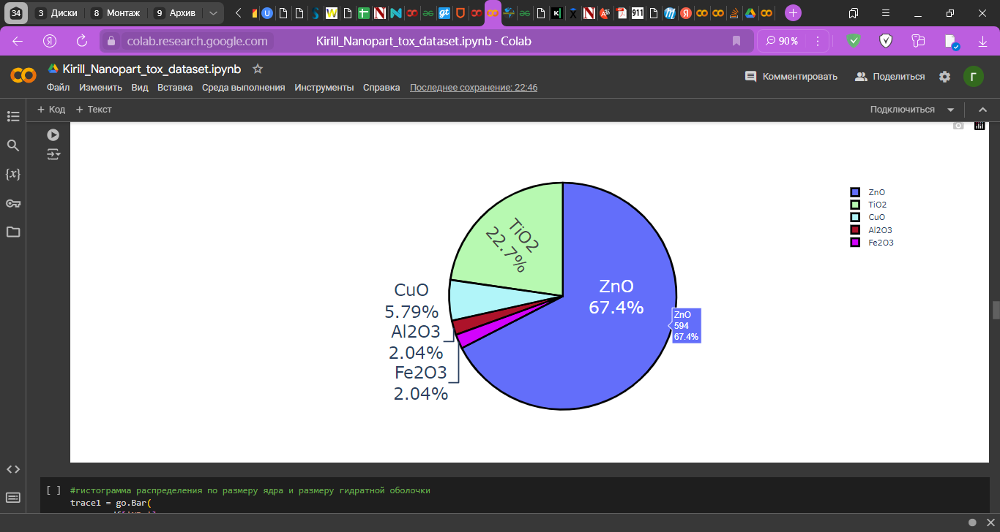 34
3 Диски
8 Монтаж
9 Архив
911
colab.research.google.com
Kirill_Nanopart_tox_dataset.ipynb - Colab
90%
Kirill_Nanopart_tox_dataset.ipynb
Комментировать
Поделиться
Г
Файл Изменить Вид Вставка Среда выполнения Инструменты Справка Последнее сохранение: 22:46
+ Код + Текст
Подключиться
{x}
ZnO
TiO2
CuO
Al2O3
Fe2O3
TiO2
22.7%
ZnO
67.4%
CuO
5.79%
Al2O3
2.04%
Fe2O3
2.04%
ZnO
594
67.4%
[ ] #гистограмма распределения по размеру ядра и размеру гидратной оболочки
trace1 = go.Bar(